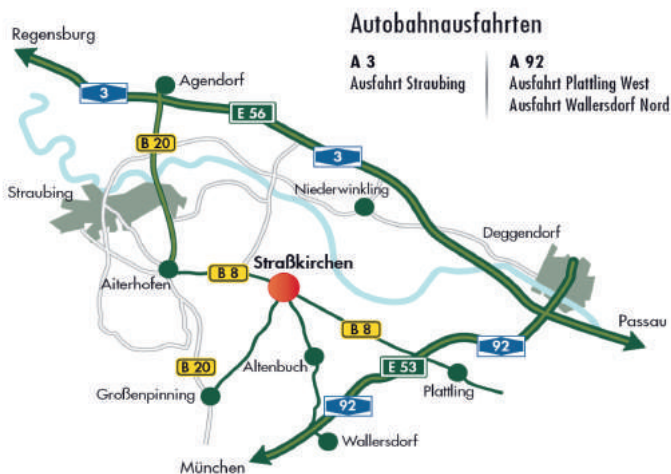 Autobahnausfahrten
A 3
Ausfahrt Straubing
A 92
Ausfahrt Plattling West
Ausfahrt Wallersdorf Nord
Regensburg
Agendorf
3
E 56
B 20
3
Straubing
Niederwinkling
Deggendorf
Straßkirchen
Aiterhofen
B 8
Passau
B 8
92
B 20
Altenbuch
E 53
Großenpinning
Plattling
92
Wallersdorf
München